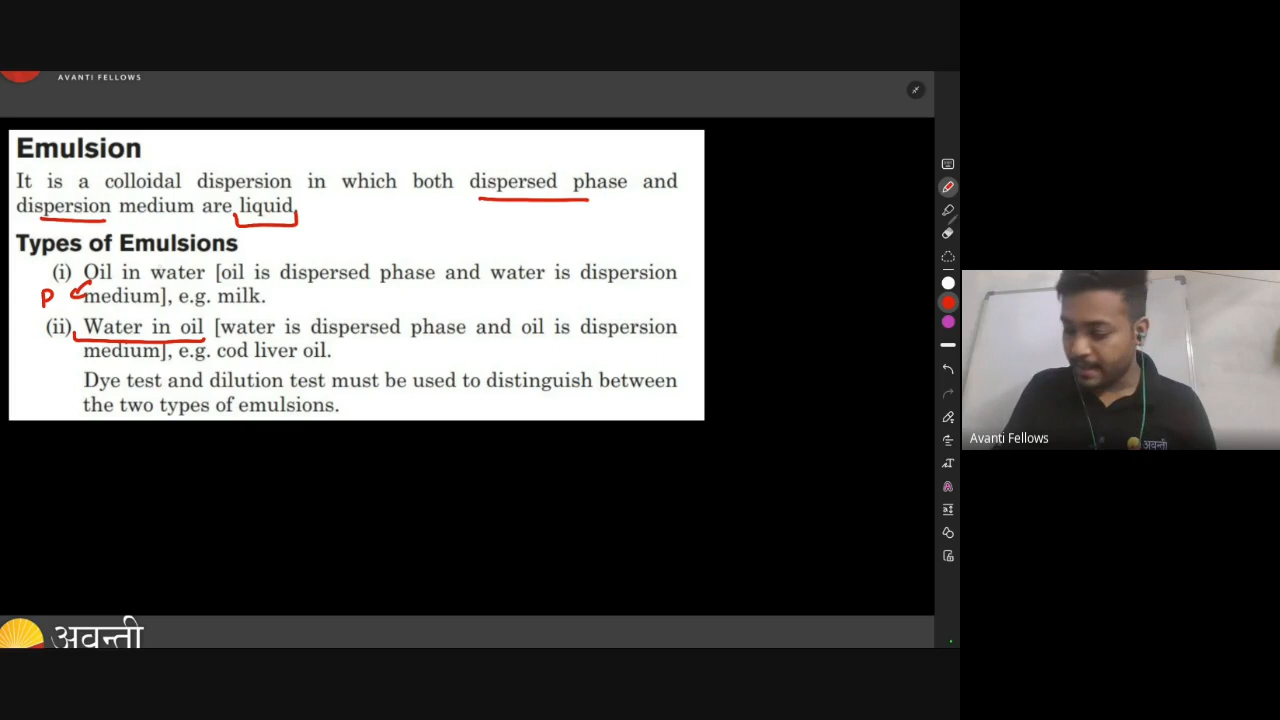 AVANTI FELLOWS
Emulsion
It is a colloidal dispersion in which both dispersed phase and
dispersion medium are liquid.
Types of Emulsions
(i) Oil in water [oil is dispersed phase and water is dispersion
P
medium], e.g. milk.
(ii) Water in oil [water is dispersed phase and oil is dispersion
medium], e.g. cod liver oil.
Dye test and dilution test must be used to distinguish between
the two types of emulsions.
अवन्ती
Avanti Fellows
अवन्ती